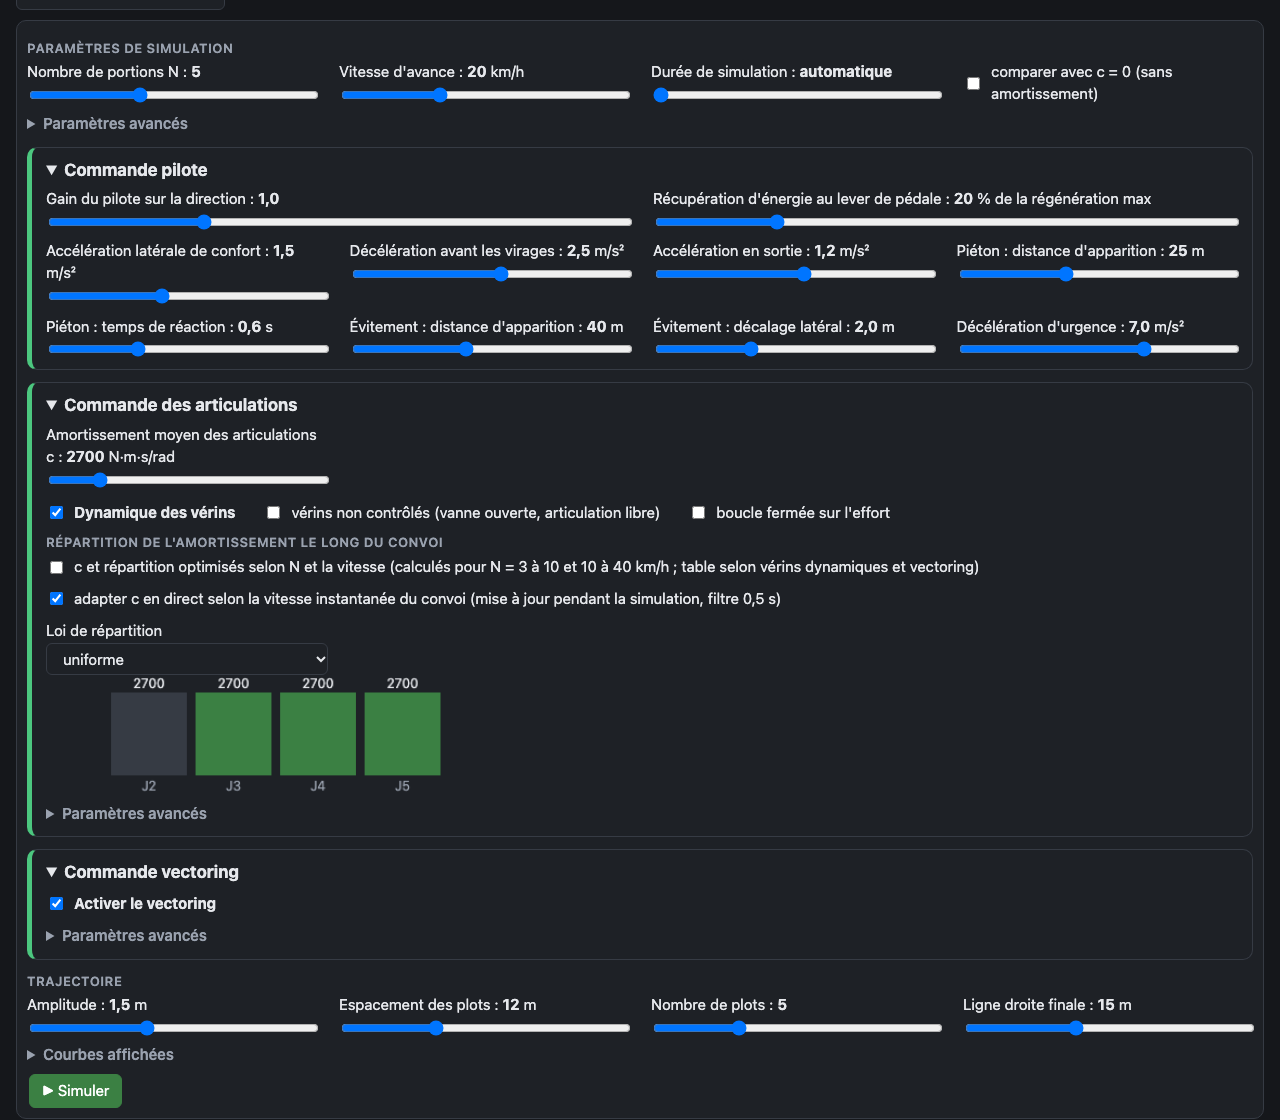 PARAMÈTRES DE SIMULATION
Nombre de portions N : 5
Vitesse d'avance : 20 km/h
Durée de simulation : automatique
comparer avec c = 0 (sans
amortissement)
▶ Paramètres avancés
▼ Commande pilote
Gain du pilote sur la direction : 1,0
Récupération d'énergie au lever de pédale : 20 % de la régénération max
Accélération latérale de confort : 1,5
m/s²
Décélération avant les virages : 2,5 m/s²
Accélération en sortie : 1,2 m/s²
Piéton : distance d'apparition : 25 m
Piéton : temps de réaction : 0,6 s
Évitement : distance d'apparition : 40 m
Évitement : décalage latéral : 2,0 m
Décélération d'urgence : 7,0 m/s²
▼ Commande des articulations
Amortissement moyen des articulations
c : 2700 N·m·s/rad
Dynamique des vérins
vérins non contrôlés (vanne ouverte, articulation libre)
boucle fermée sur l'effort
RÉPARTITION DE L'AMORTISSEMENT LE LONG DU CONVOI
c et répartition optimisés selon N et la vitesse (calculés pour N = 3 à 10 et 10 à 40 km/h ; table selon vérins dynamiques et vectoring)
adapter c en direct selon la vitesse instantanée du convoi (mise à jour pendant la simulation, filtre 0,5 s)
Loi de répartition
uniforme
2700 2700 2700 2700
J2 J3 J4 J5
▶ Paramètres avancés
▼ Commande vectoring
Activer le vectoring
▶ Paramètres avancés
TRAJECTOIRE
Amplitude : 1,5 m
Espacement des plots : 12 m
Nombre de plots : 5
Ligne droite finale : 15 m
▶ Courbes affichées
▶ Simuler